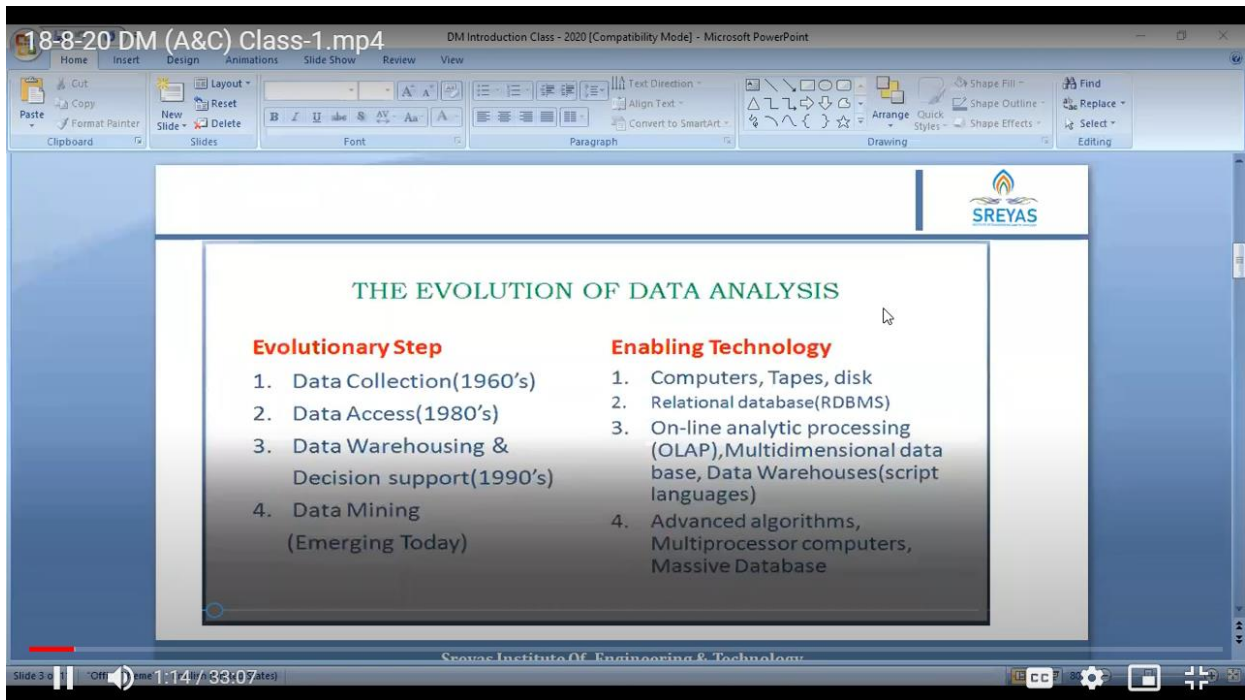 18-8-20 DM (A&C) Class-1.mp4
DM Introduction Class - 2020 [Compatibility Mode] - Microsoft PowerPoint
Home Insert Design Animations Slide Show Review View
Paste
Cut
Copy
Format Painter
Clipboard
New
Slide
Layout
Reset
Delete
Slides
B I U abc S AV Aa A
Font
Text Direction
Align Text
Convert to SmartArt
Paragraph
Arrange
Quick
Styles
Shape Fill
Shape Outline
Shape Effects
Drawing
Find
Replace
Select
Editing
SREYAS
THE EVOLUTION OF DATA ANALYSIS
Evolutionary Step
1. Data Collection(1960's)
2. Data Access(1980's)
3. Data Warehousing &
Decision support(1990's)
4. Data Mining
(Emerging Today)
Enabling Technology
1. Computers, Tapes, disk
2. Relational database(RDBMS)
3. On-line analytic processing
(OLAP),Multidimensional data
base, Data Warehouses(script
languages)
4. Advanced algorithms,
Multiprocessor computers,
Massive Database
Sreyas Institute Of Engineering & Technology
Slide 3 o
1:14 / 33:07
CC